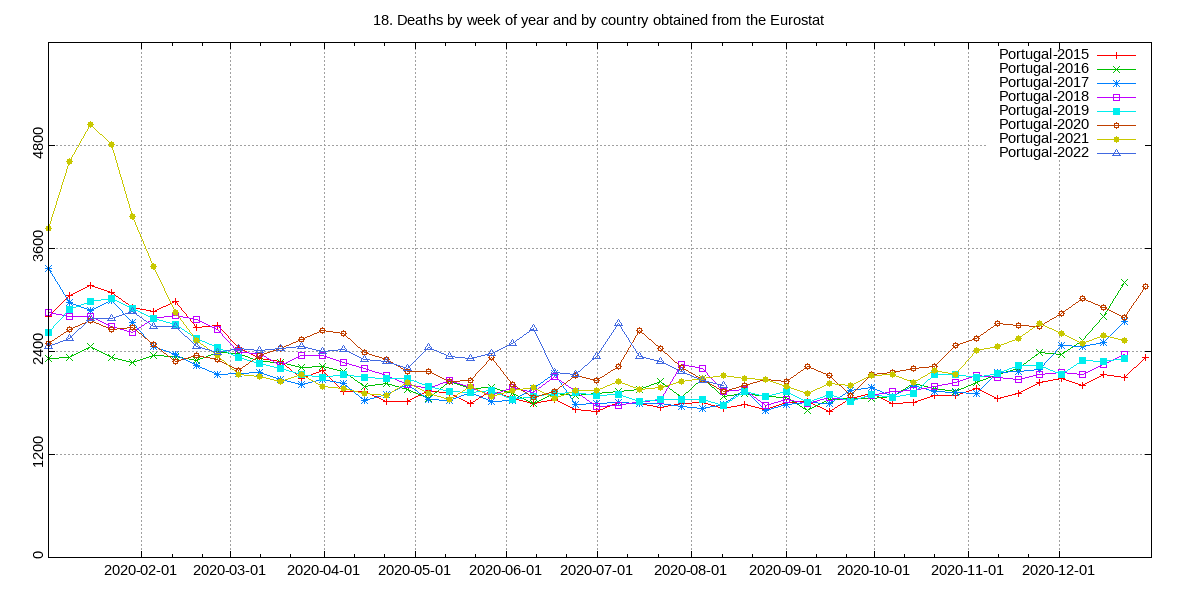 18. Deaths by week of year and by country obtained from the Eurostat
Portugal-2015
Portugal-2016
Portugal-2017
Portugal-2018
Portugal-2019
Portugal-2020
Portugal-2021
Portugal-2022
4800
3600
2400
1200
0
2020-02-01 2020-03-01 2020-04-01 2020-05-01 2020-06-01 2020-07-01 2020-08-01 2020-09-01 2020-10-01 2020-11-01 2020-12-01